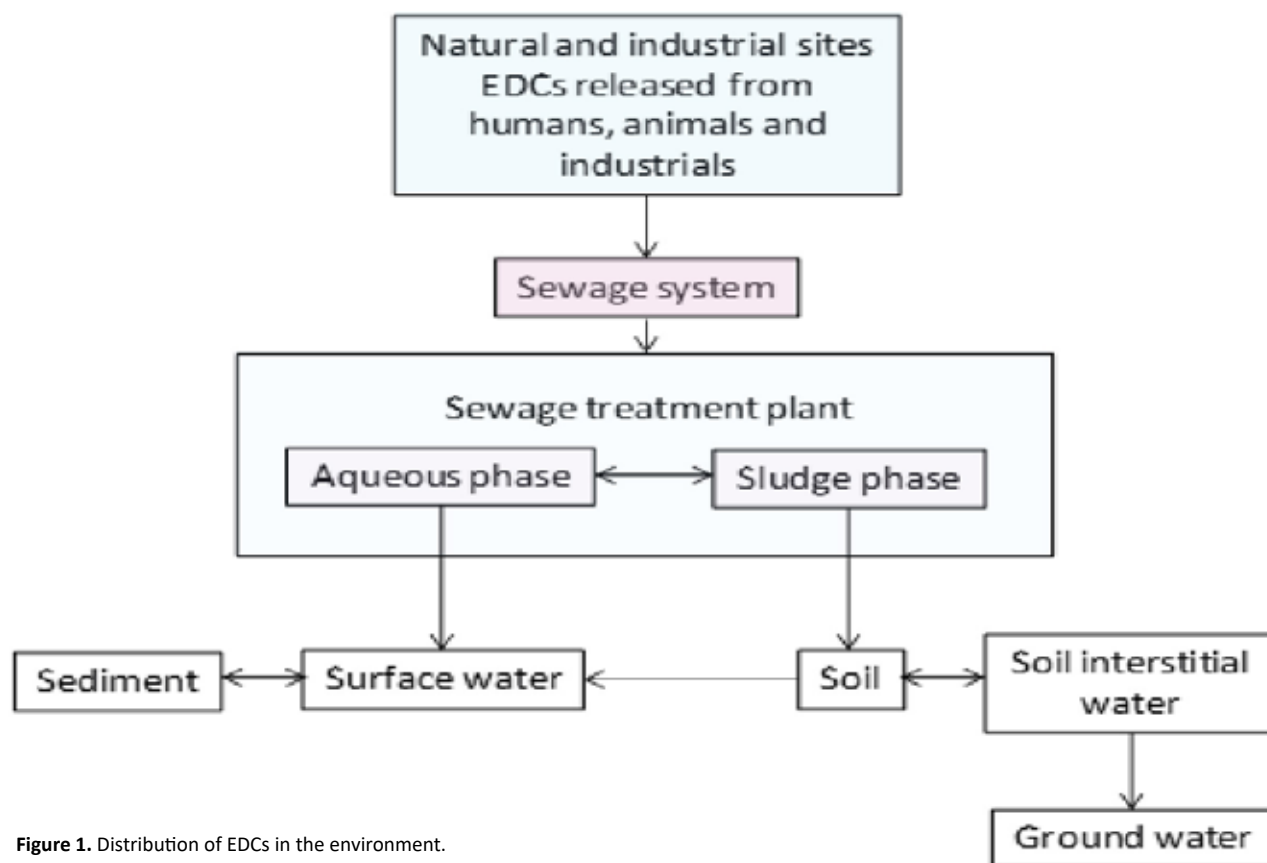 Natural and industrial sites
EDCs released from
humans, animals and
industrials
Sewage system
Sewage treatment plant
Aqueous phase
Sludge phase
Sediment
Surface water
Soil
Soil interstitial
water
Ground water
Figure 1. Distribution of EDCs in the environment.